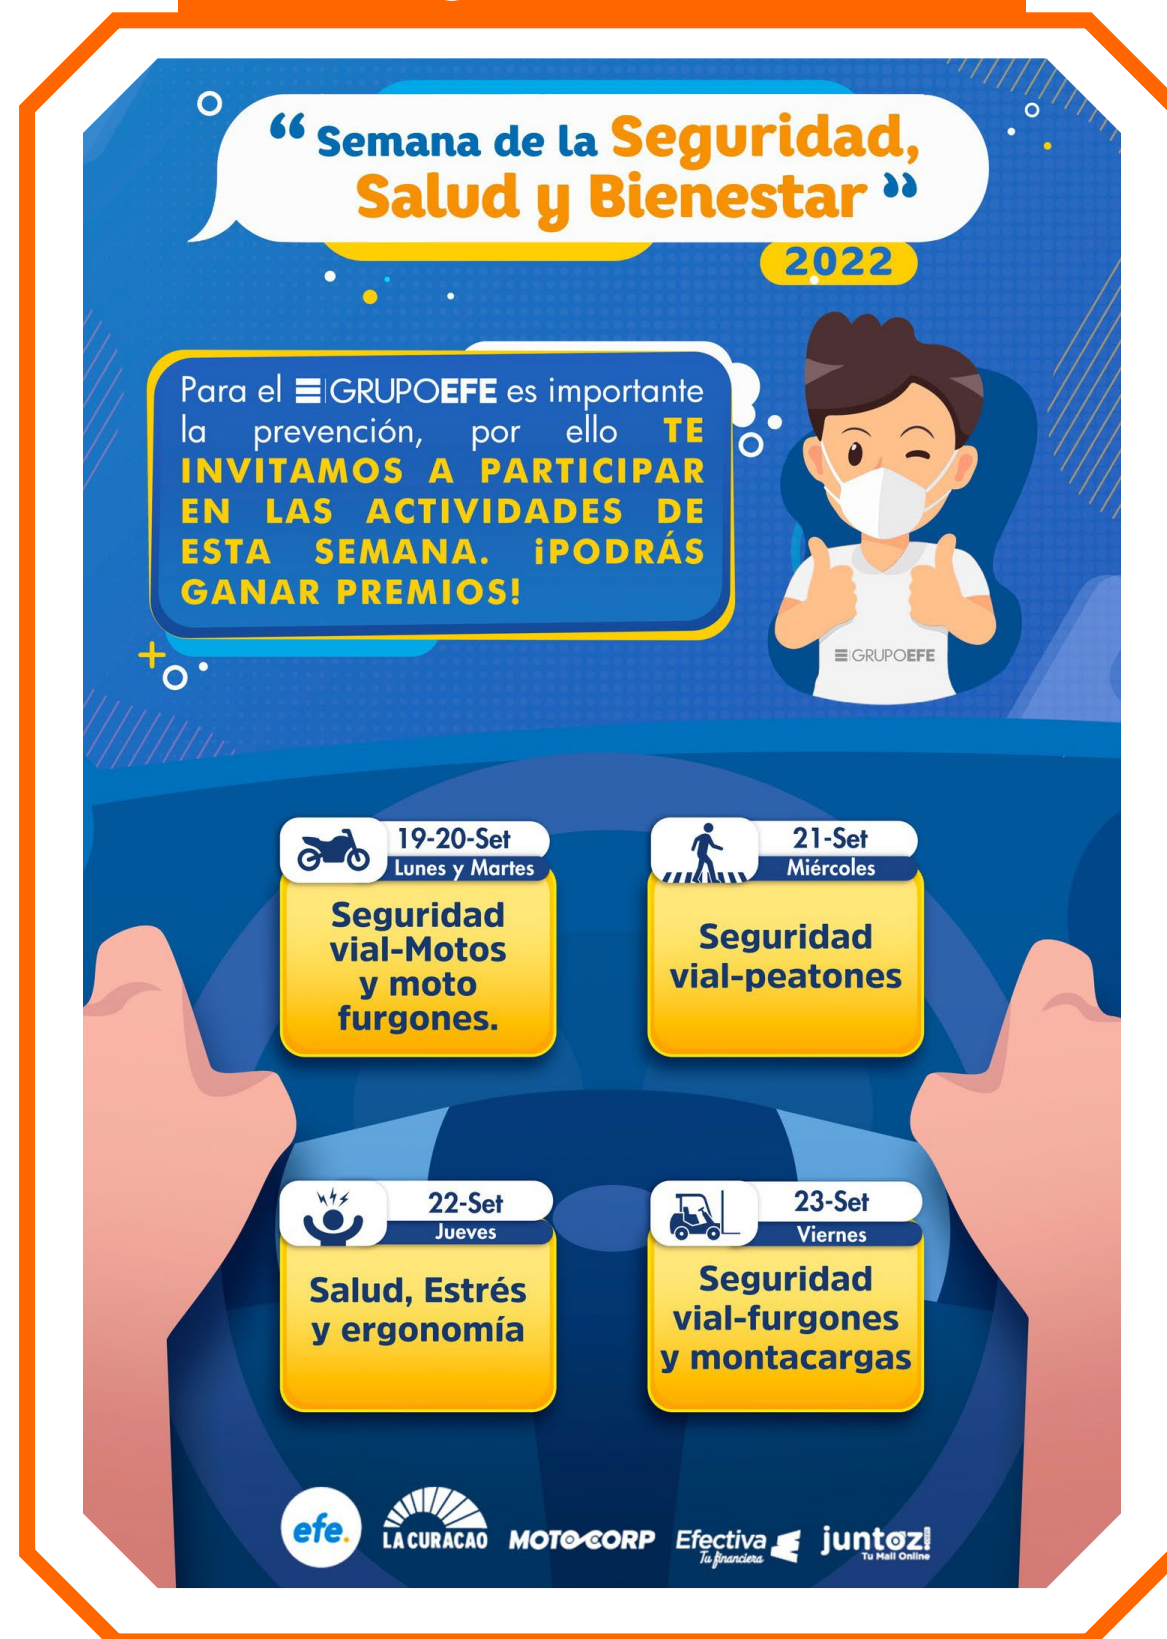 “ Semana de la Seguridad,
Salud y Bienestar ”
2022
Para el GRUPOEFE es importante
la prevención, por ello TE
INVITAMOS A PARTICIPAR
EN LAS ACTIVIDADES DE
ESTA SEMANA. ¡PODRÁS
GANAR PREMIOS!
GRUPOEFE
19-20-Set
Lunes y Martes
Seguridad
vial-Motos
y moto
furgones.
21-Set
Miércoles
Seguridad
vial-peatones
22-Set
Jueves
Salud, Estrés
y ergonomía
23-Set
Viernes
Seguridad
vial-furgones
y montacargas
efe.
LA CURACAO
MOTOCORP
Efectiva
Tu financiera
juntoz!
Tu Mall Online